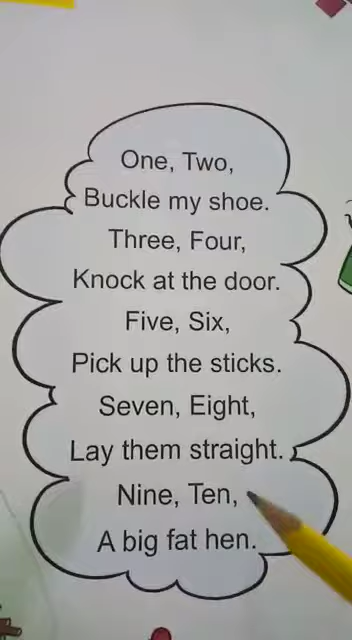 One, Two,
Buckle my shoe.
Three, Four,
Knock at the door.
Five, Six,
Pick up the sticks.
Seven, Eight,
Lay them straight.
Nine, Ten,
A big fat hen.